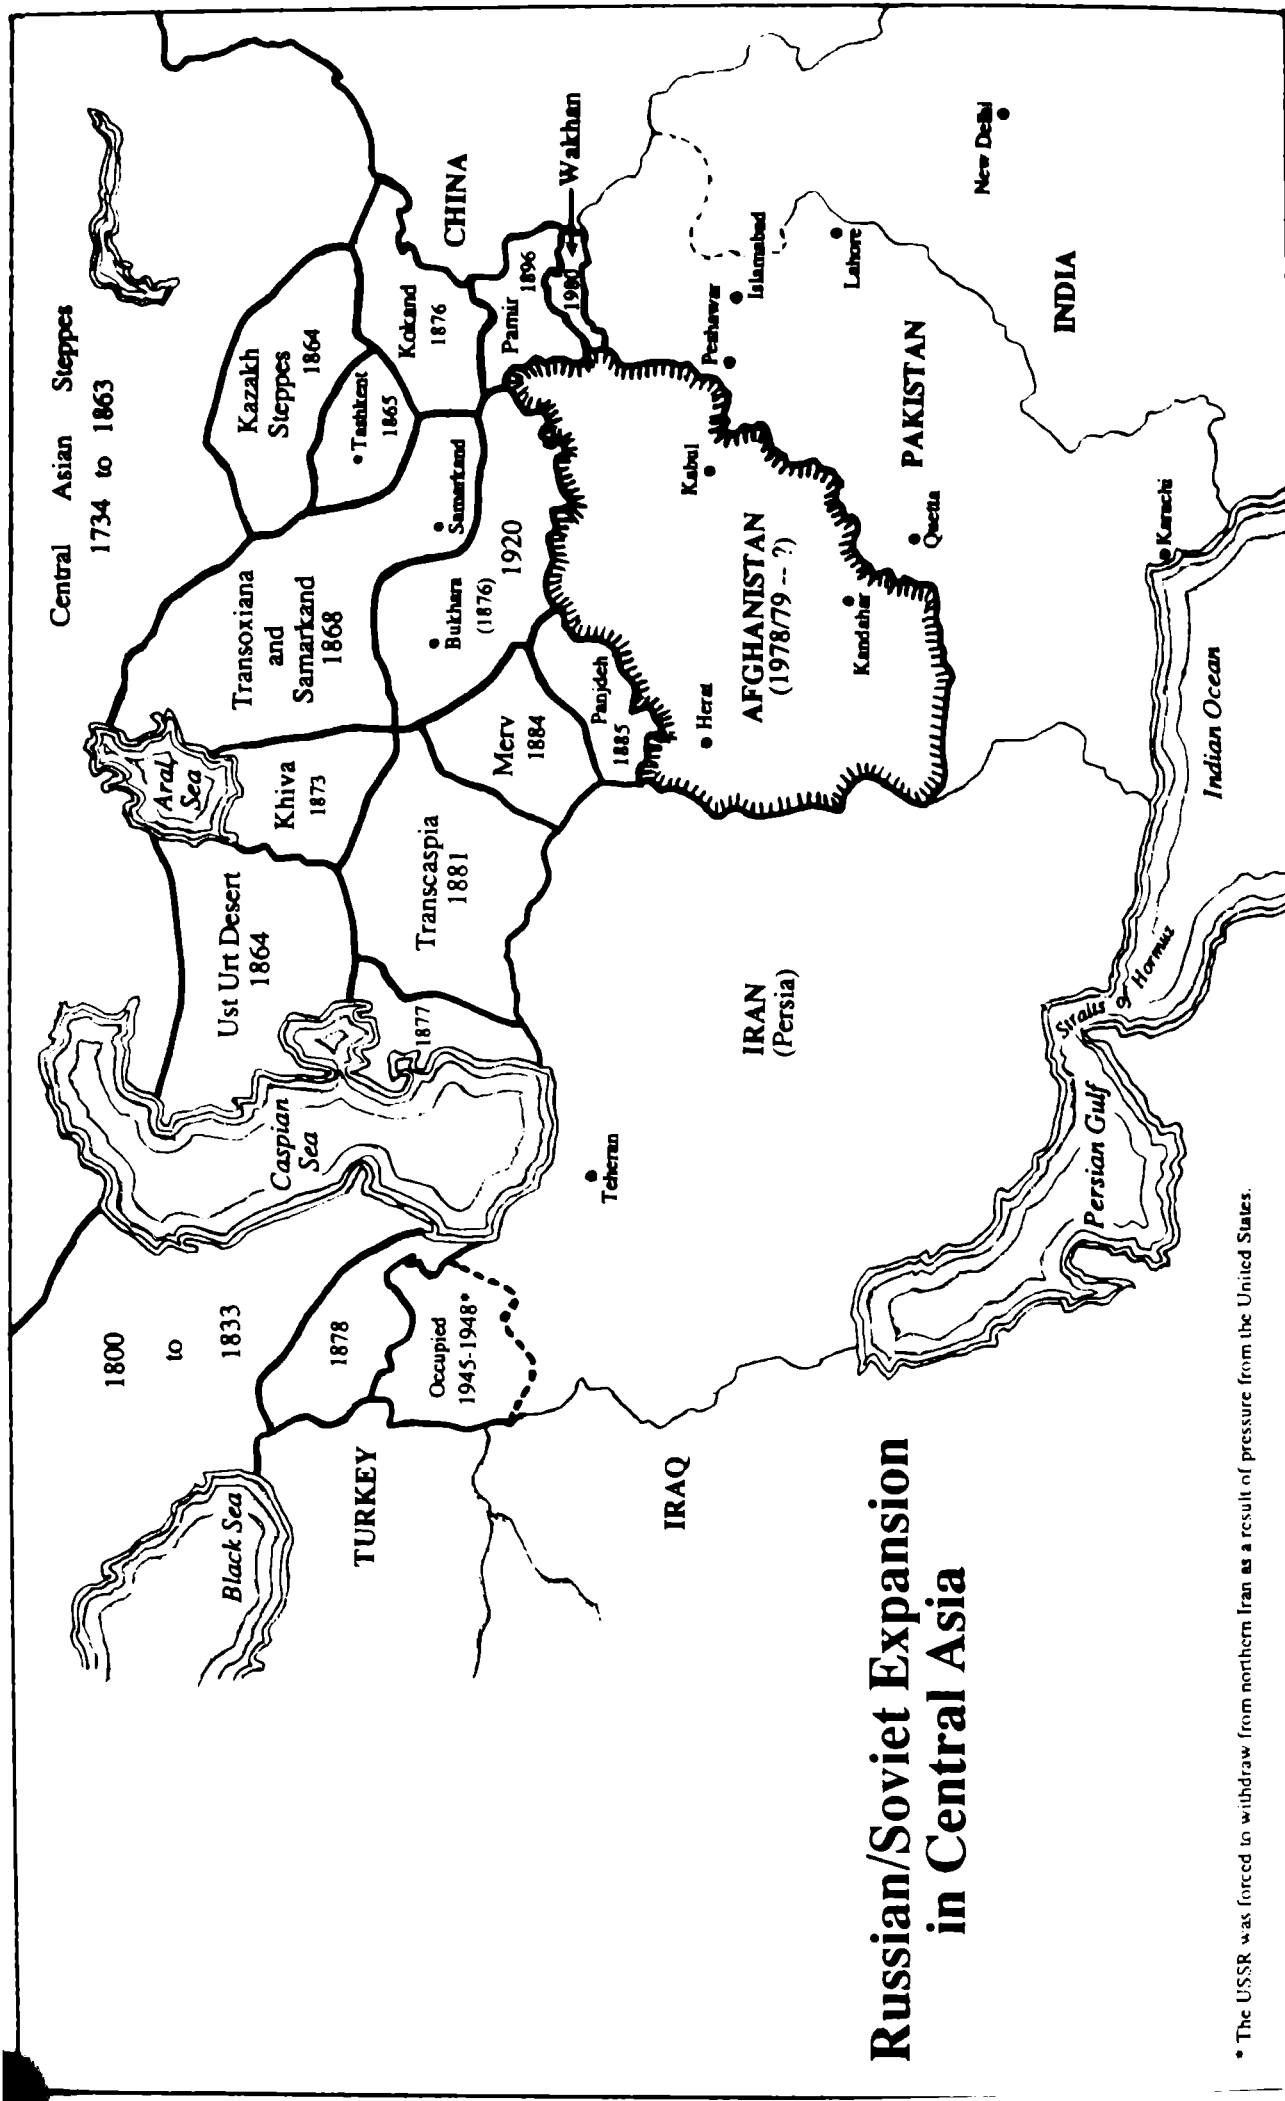 Central Asian Steppes
1734 to 1863
1800
to
1833
Black Sea
TURKEY
1878
Occupied
1945-1948*
Caspian
Sea
Ust Urt Desert
1864
1877
Aral
Sea
Khiva
1873
Transcaspia
1881
Transoxiana
and
Samarkand
1868
Kazakh
Steppes
1864
Tashkent
1865
Kokand
1876
CHINA
Samarkand
Bukhara
(1876)
1920
Merv
1884
Panjdeh
1885
Pamir
1896
1980
Wakhan
Teheran
IRAQ
IRAN
(Persia)
Herat
AFGHANISTAN
(1978/79 -- ?)
Kabul
Kandahar
Peshawar
Islamabad
Lahore
Quetta
PAKISTAN
New Delhi
INDIA
Karachi
Persian Gulf
Straits of Hormuz
Indian Ocean
Russian/Soviet Expansion
in Central Asia
* The USSR was forced to withdraw from northern Iran as a result of pressure from the United States.